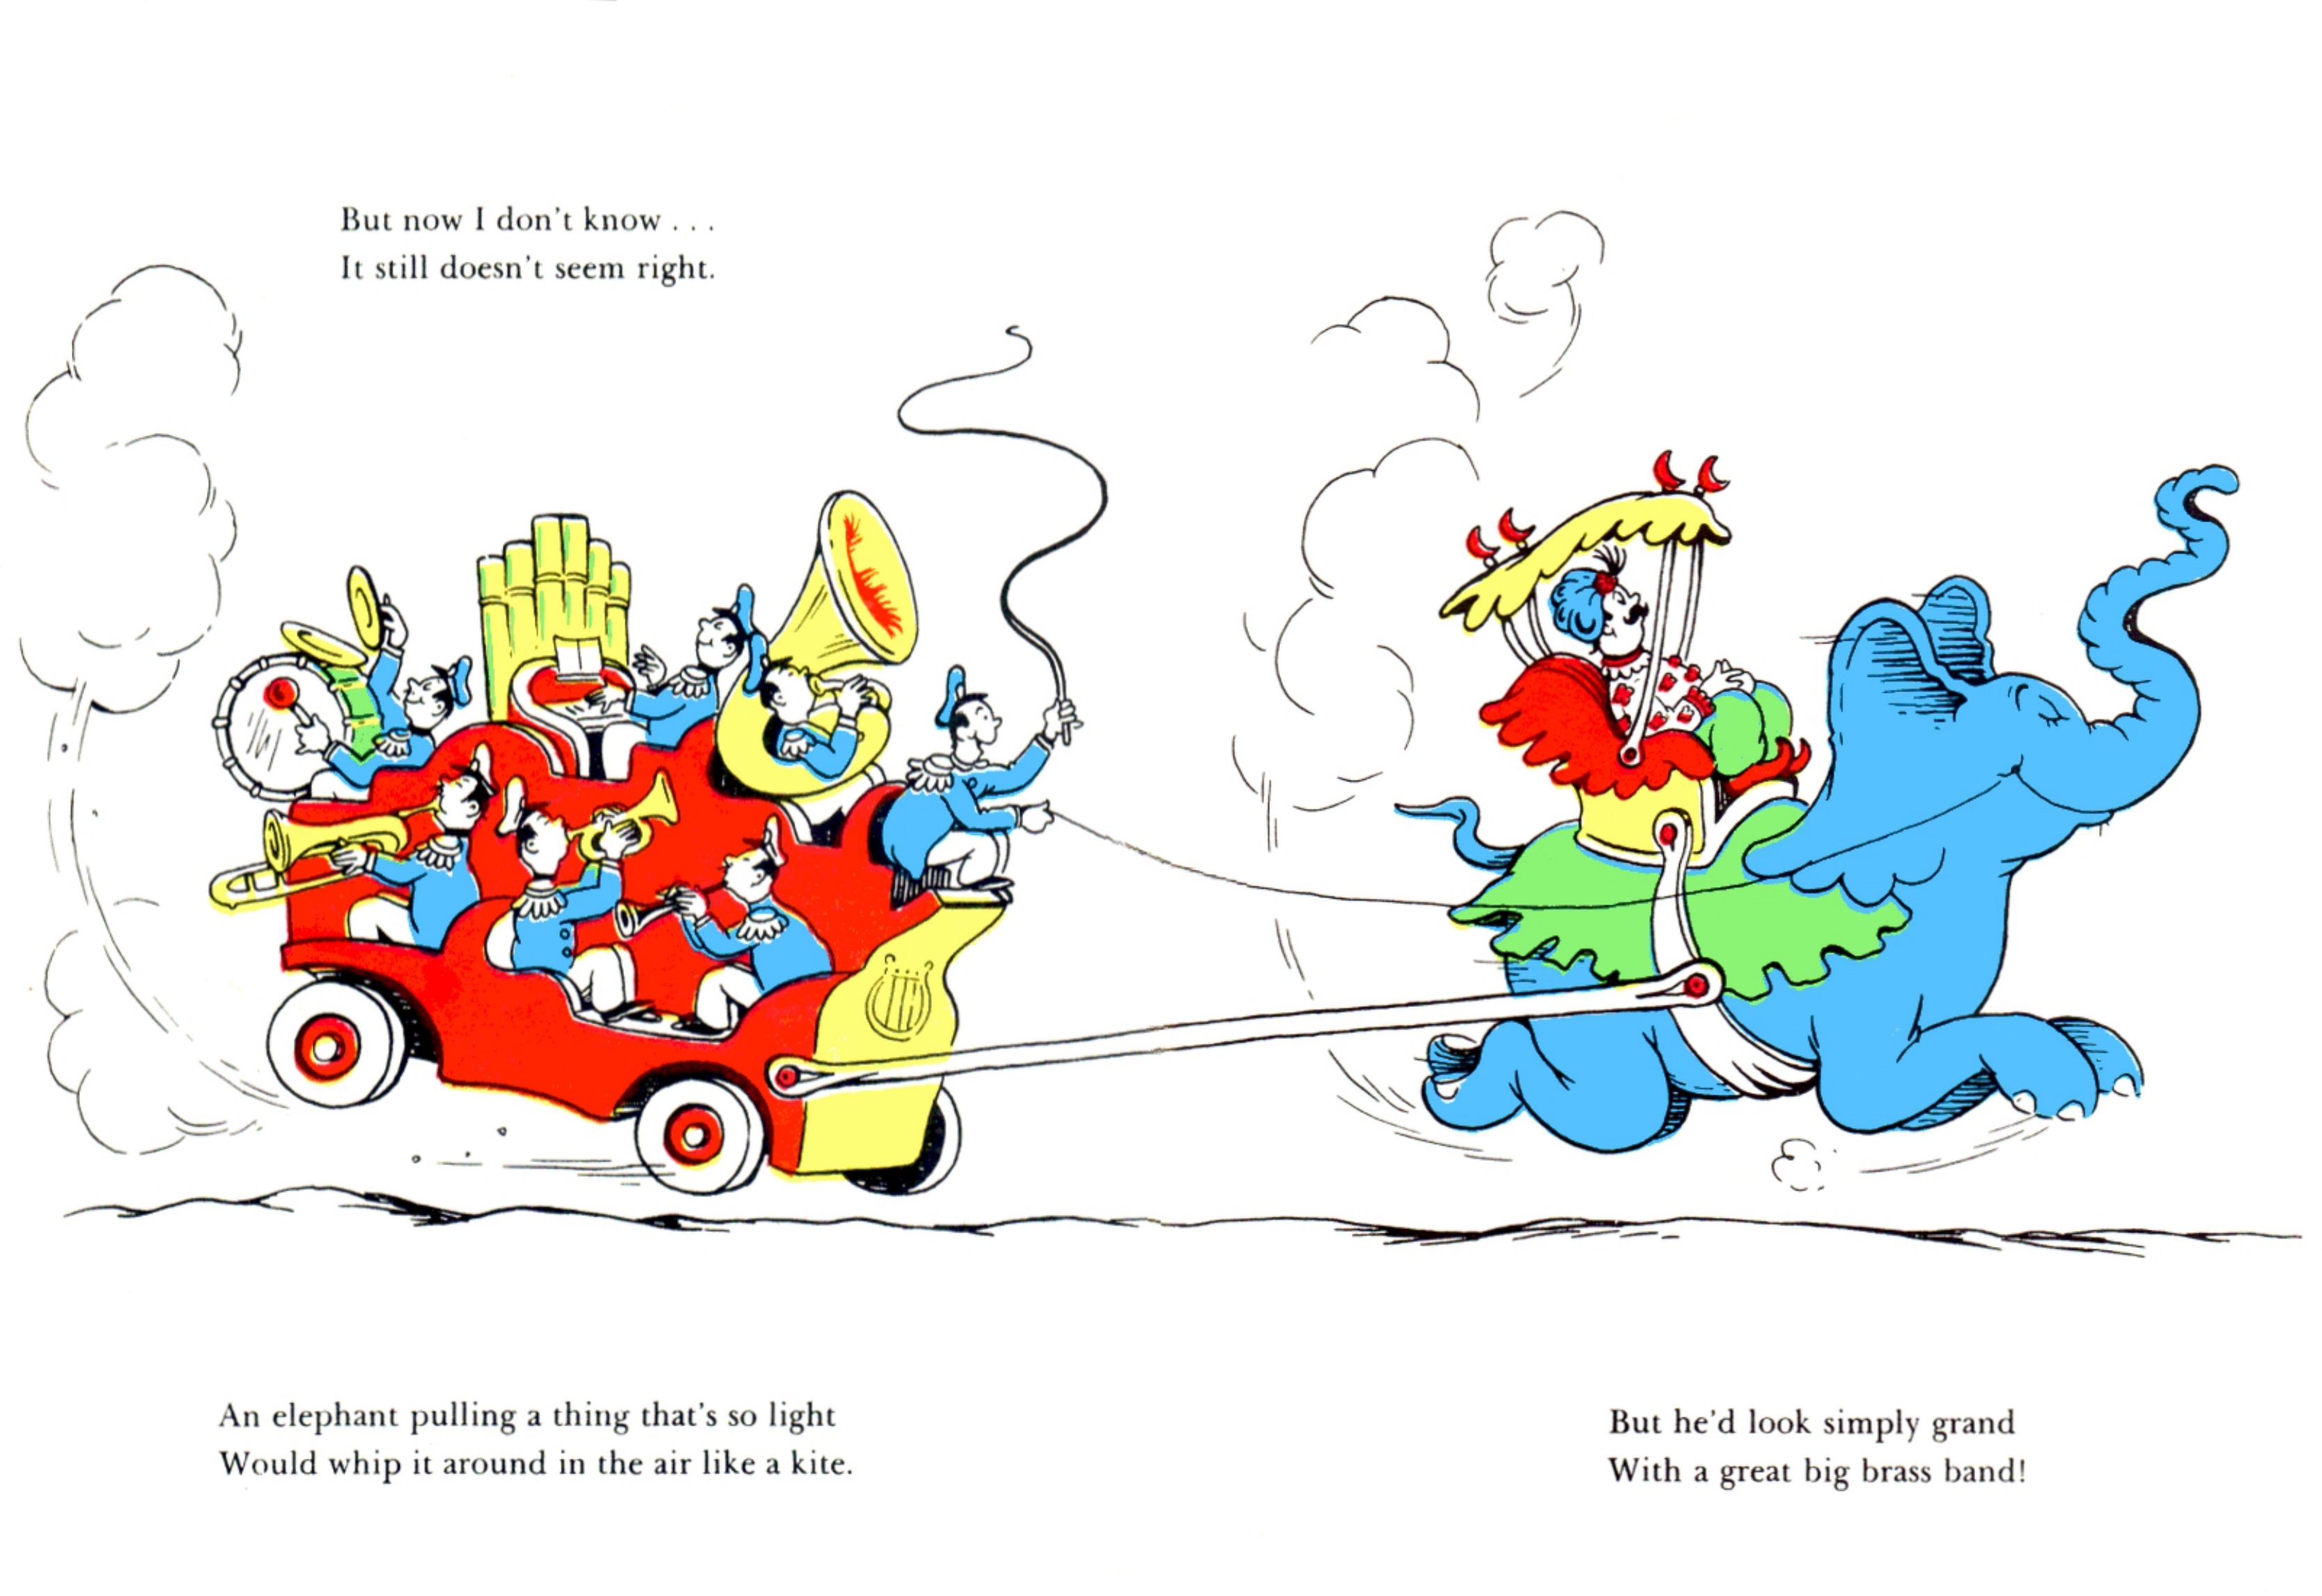 But now I don't know . . .
It still doesn't seem right.
An elephant pulling a thing that's so light
Would whip it around in the air like a kite.
But he'd look simply grand
With a great big brass band!